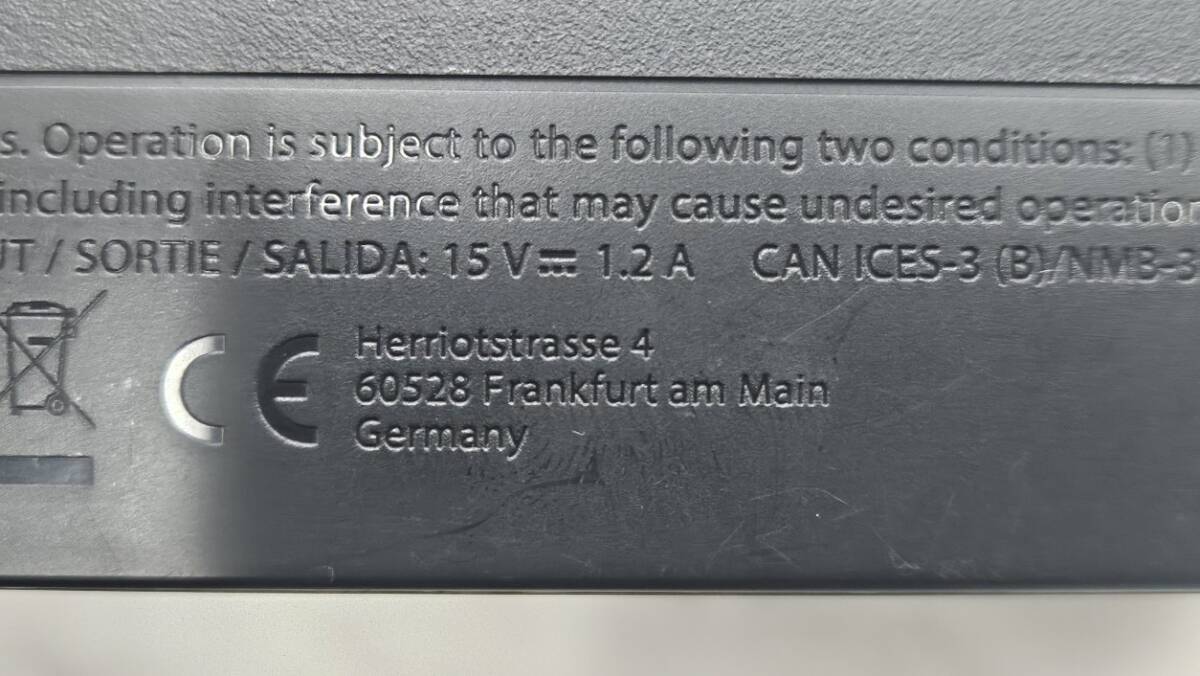 s. Operation is subject to the following two conditions: (1)
including interference that may cause undesired operation
UT / SORTIE / SALIDA: 15 V⎓ 1.2 A CAN ICES-3 (B)/NMB-3
CE
Herriotstrasse 4
60528 Frankfurt am Main
Germany